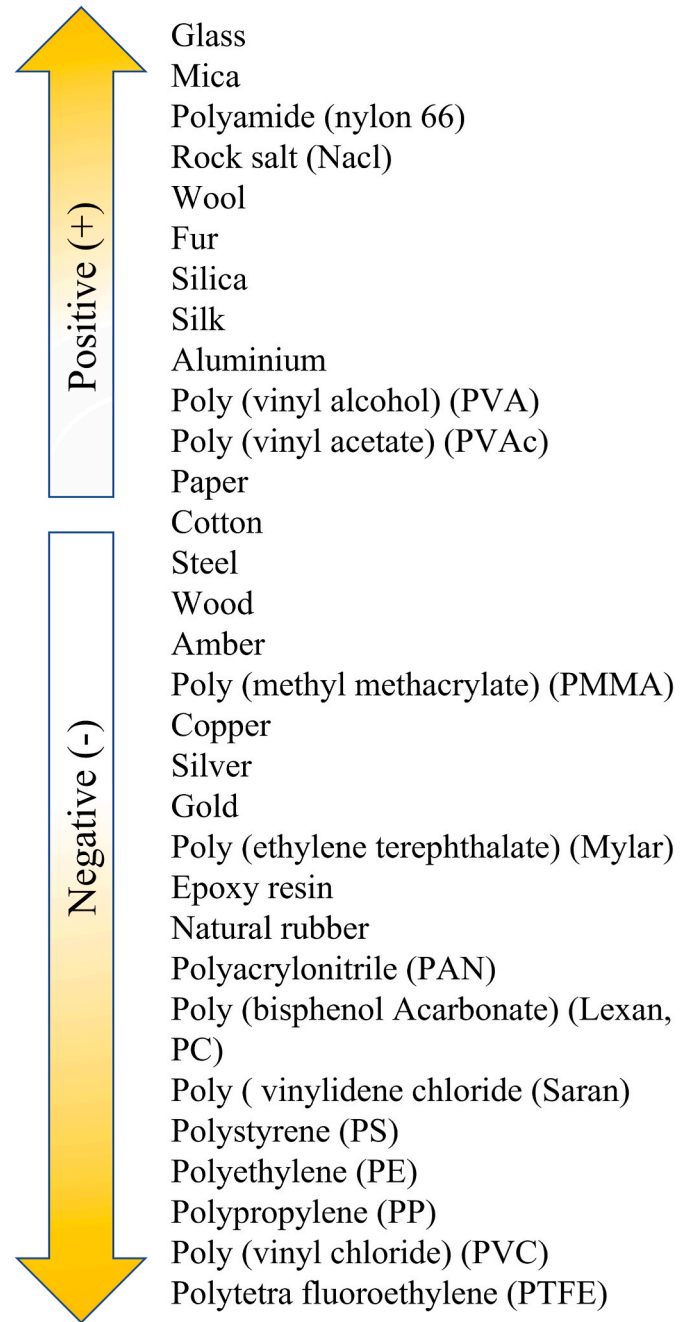 Glass
Mica
Polyamide (nylon 66)
Rock salt (Nacl)
Wool
Fur
Silica
Silk
Aluminium
Poly (vinyl alcohol) (PVA)
Poly (vinyl acetate) (PVAc)
Paper
Cotton
Steel
Wood
Amber
Poly (methyl methacrylate) (PMMA)
Copper
Silver
Gold
Poly (ethylene terephthalate) (Mylar)
Epoxy resin
Natural rubber
Polyacrylonitrile (PAN)
Poly (bisphenol Acarbonate) (Lexan,
PC)
Poly ( vinylidene chloride (Saran)
Polystyrene (PS)
Polyethylene (PE)
Polypropylene (PP)
Poly (vinyl chloride) (PVC)
Polytetra fluoroethylene (PTFE)
Positive (+)
Negative (-)